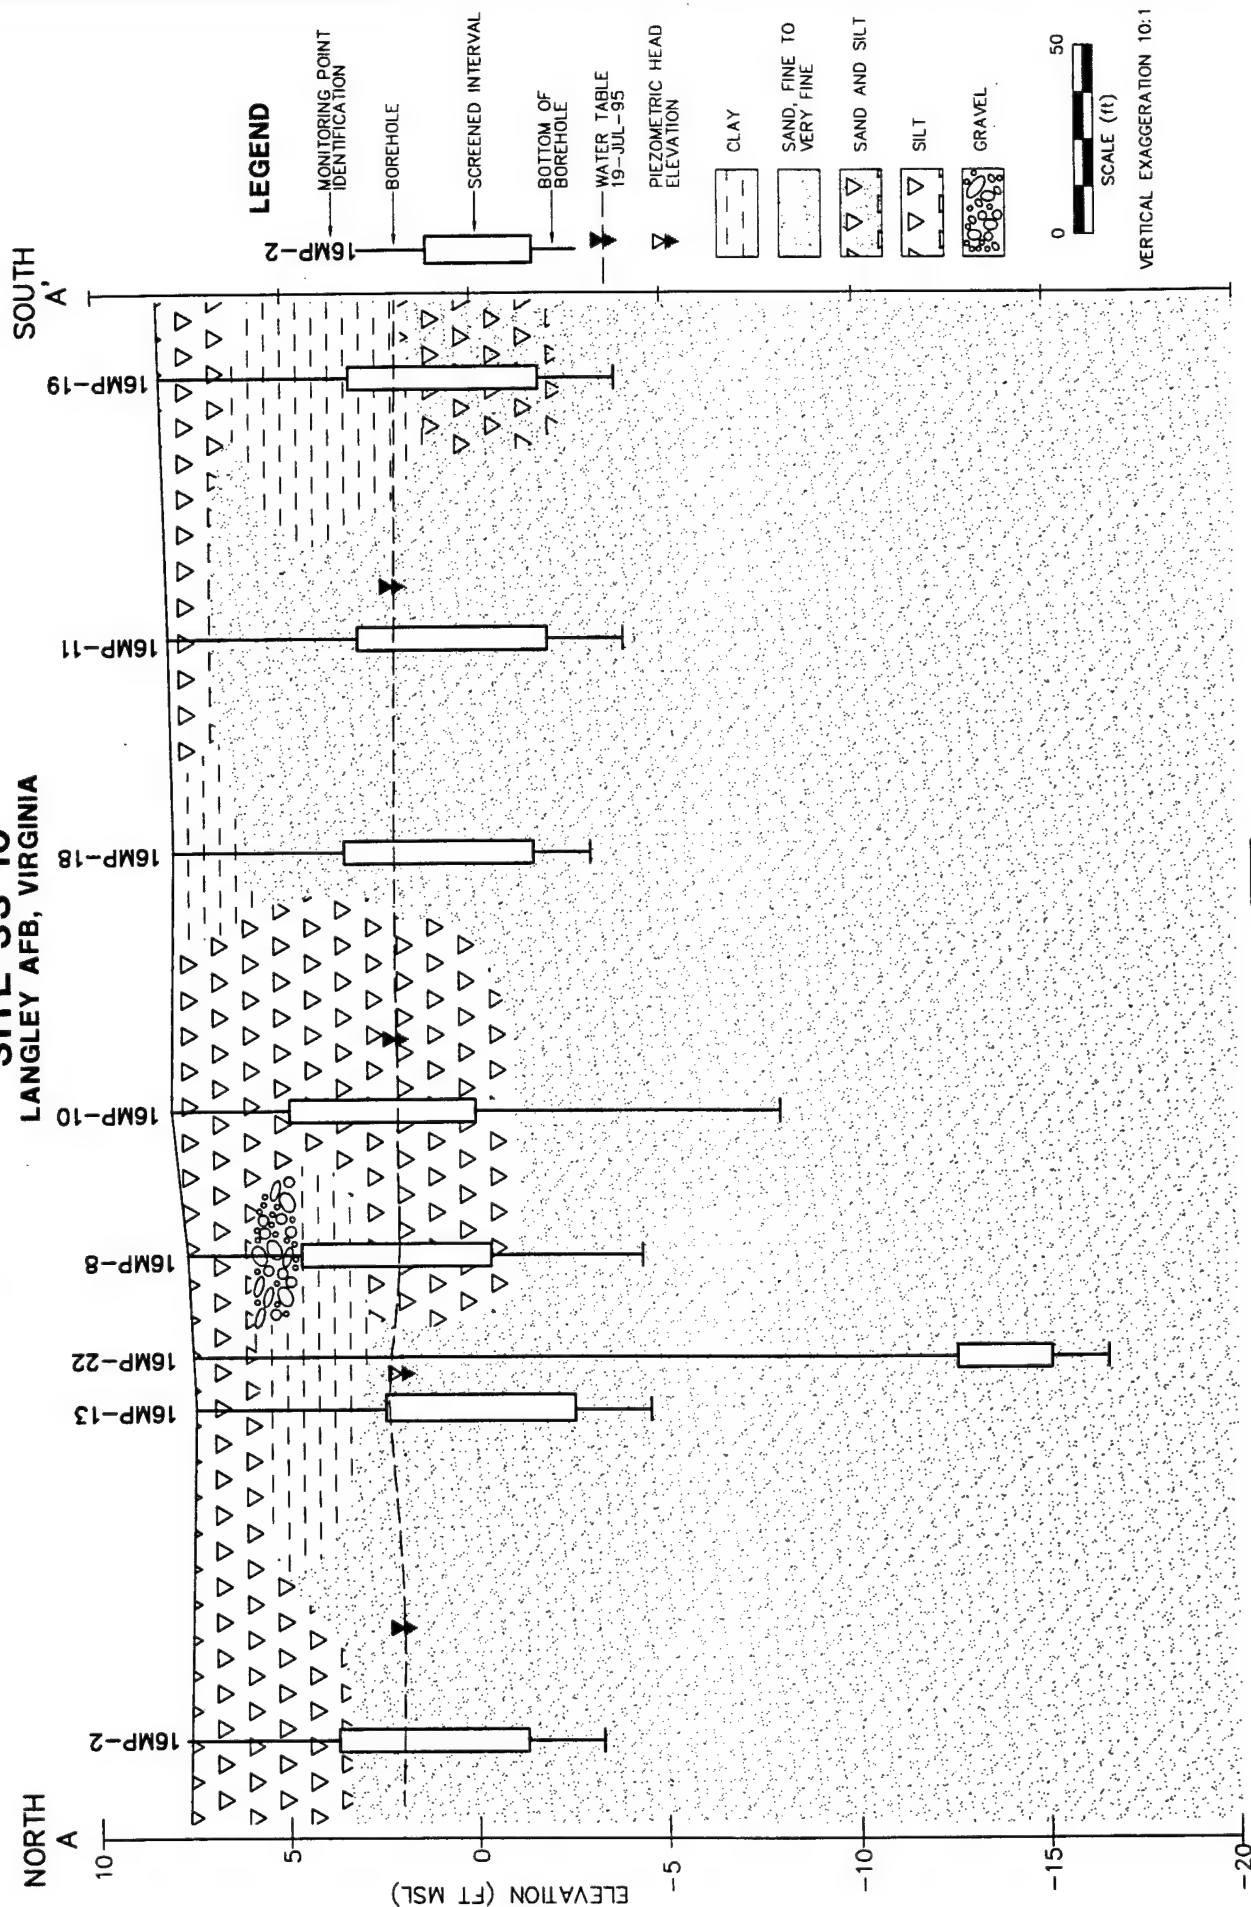 SITE SS-16
LANGLEY AFB, VIRGINIA
NORTH
A
SOUTH
A'
16MP-2
16MP-13
16MP-22
16MP-8
16MP-10
16MP-18
16MP-11
16MP-19
ELEVATION (FT MSL)
10
5
0
-5
-10
-15
-20
LEGEND
16MP-2
MONITORING POINT
IDENTIFICATION
BOREHOLE
SCREENED INTERVAL
BOTTOM OF
BOREHOLE
WATER TABLE
19-JUL-95
PIEZOMETRIC HEAD
ELEVATION
CLAY
SAND, FINE TO
VERY FINE
SAND AND SILT
SILT
GRAVEL
0
50
SCALE (ft)
VERTICAL EXAGGERATION 10:1